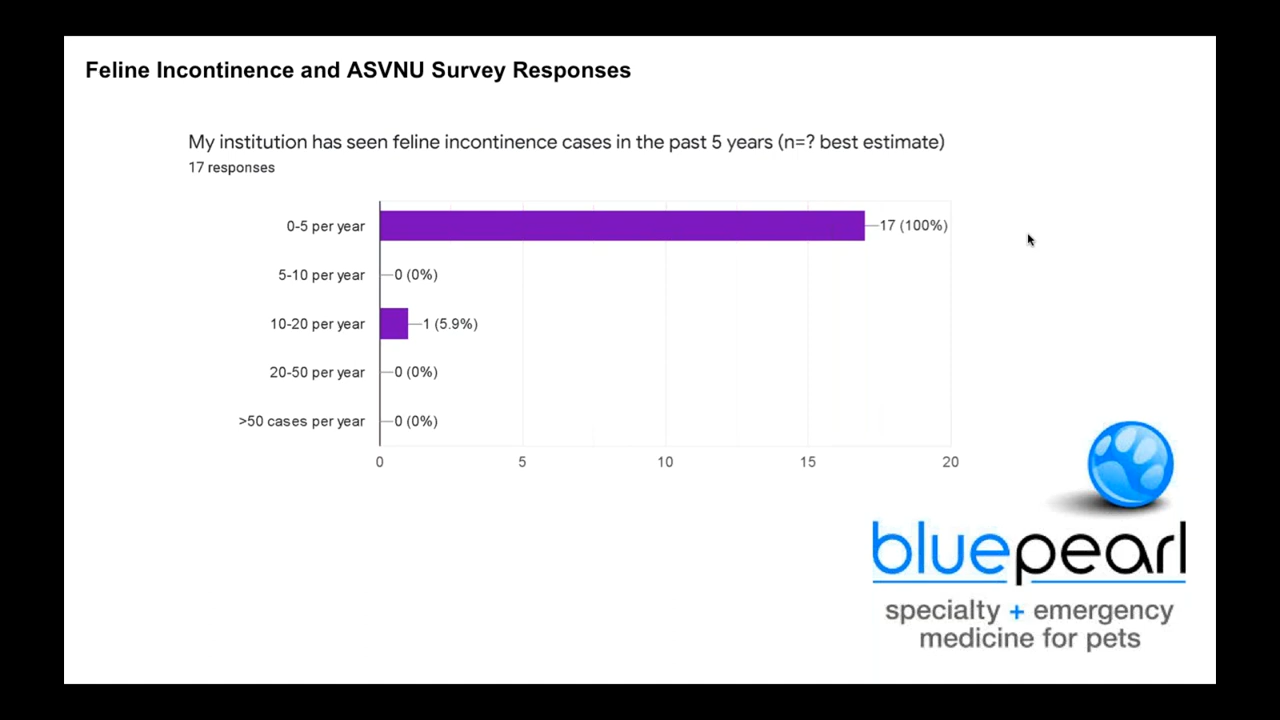 Feline Incontinence and ASVNU Survey Responses
My institution has seen feline incontinence cases in the past 5 years (n=? best estimate)
17 responses
0-5 per year
17 (100%)
5-10 per year
0 (0%)
10-20 per year
1 (5.9%)
20-50 per year
0 (0%)
>50 cases per year
0 (0%)
0 5 10 15 20
bluepearl
specialty + emergency
medicine for pets